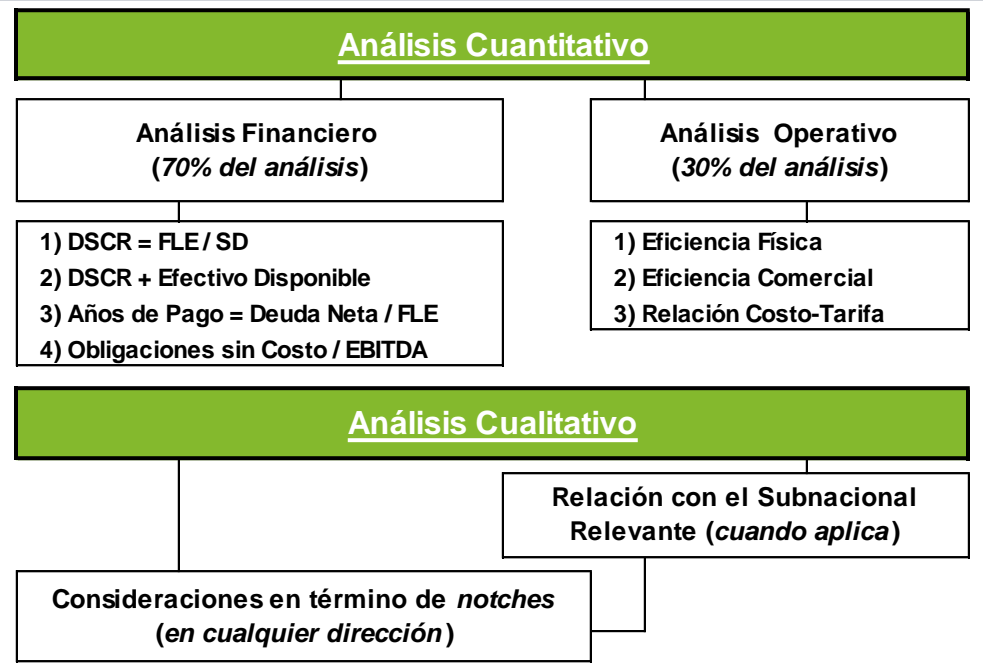 Análisis Cuantitativo
Análisis Financiero
(70% del análisis)
Análisis Operativo
(30% del análisis)
1) DSCR = FLE / SD
2) DSCR + Efectivo Disponible
3) Años de Pago = Deuda Neta / FLE
4) Obligaciones sin Costo / EBITDA
1) Eficiencia Física
2) Eficiencia Comercial
3) Relación Costo-Tarifa
Análisis Cualitativo
Relación con el Subnacional
Relevante (cuando aplica)
Consideraciones en término de notches
(en cualquier dirección)